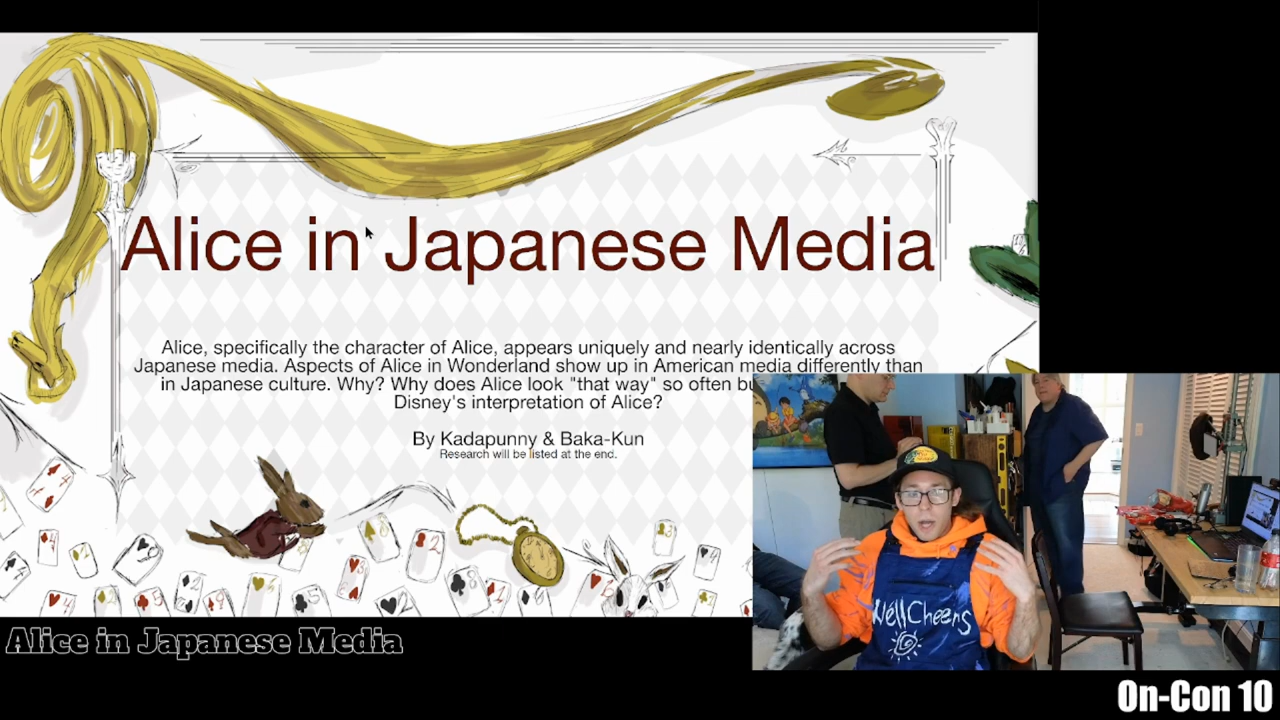 Alice in Japanese Media
Alice, specifically the character of Alice, appears uniquely and nearly identically across
Japanese media. Aspects of Alice in Wonderland show up in American media differently than
in Japanese culture. Why? Why does Alice look "that way" so often
Disney's interpretation of Alice?
By Kadapunny & Baka-Kun
Research will be listed at the end.
WellCheers
Alice in Japanese Media
On-Con 10